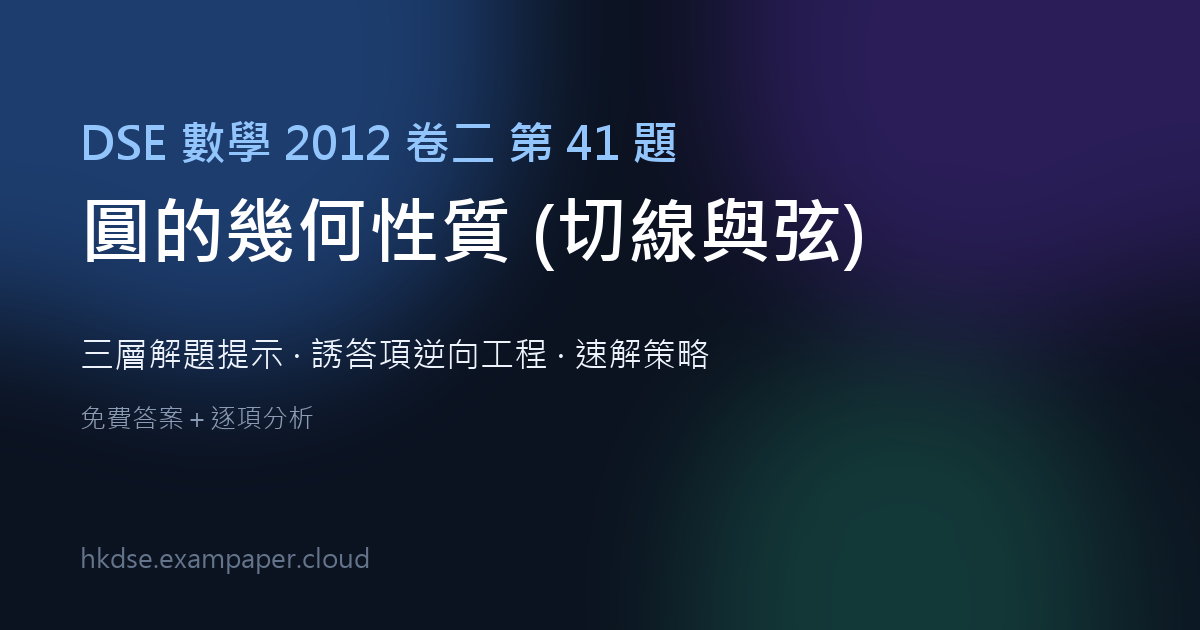 DSE 數學 2012 卷二 第 41 題
圓的幾何性質 (切線與弦)
三層解題提示 · 誘答項逆向工程 · 速解策略
免費答案 + 逐項分析
hkdse.exampaper.cloud